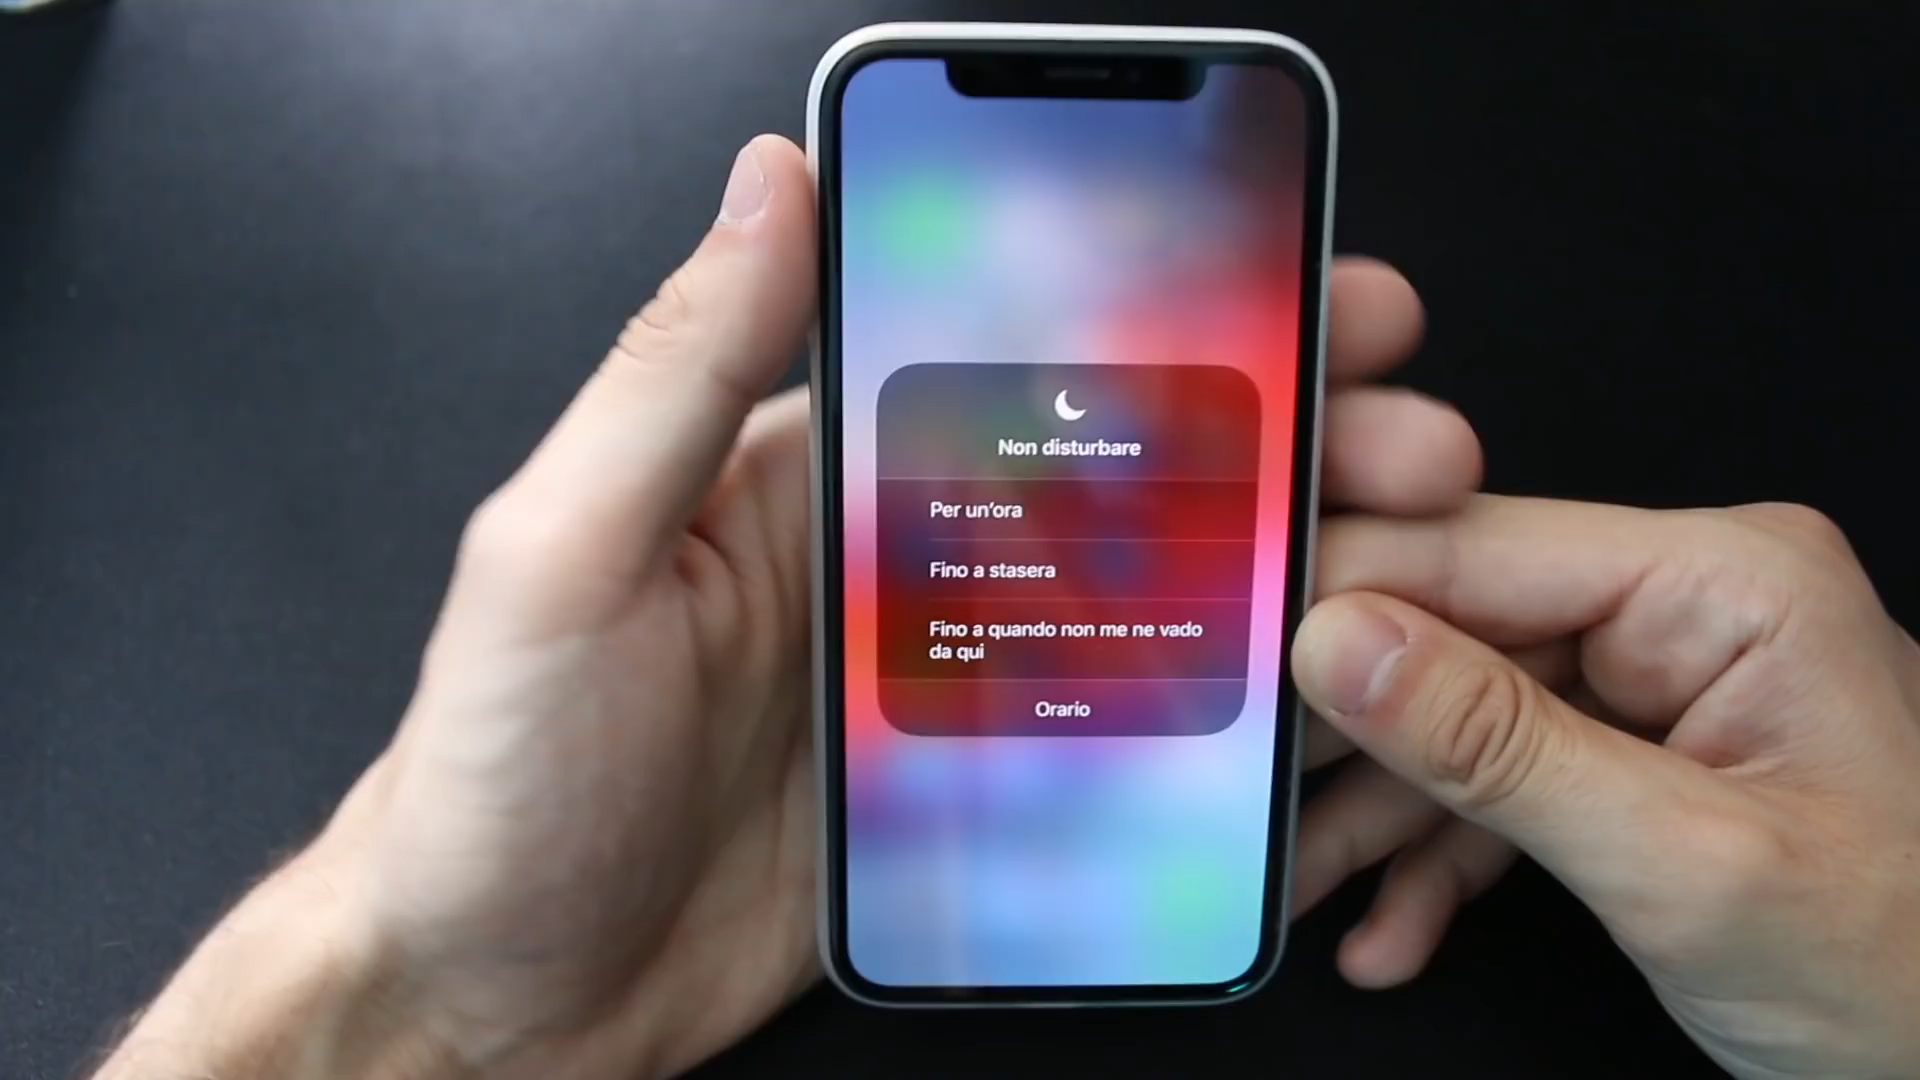 Non disturbare
Per un'ora
Fino a stasera
Fino a quando non me ne vado
da qui
Orario